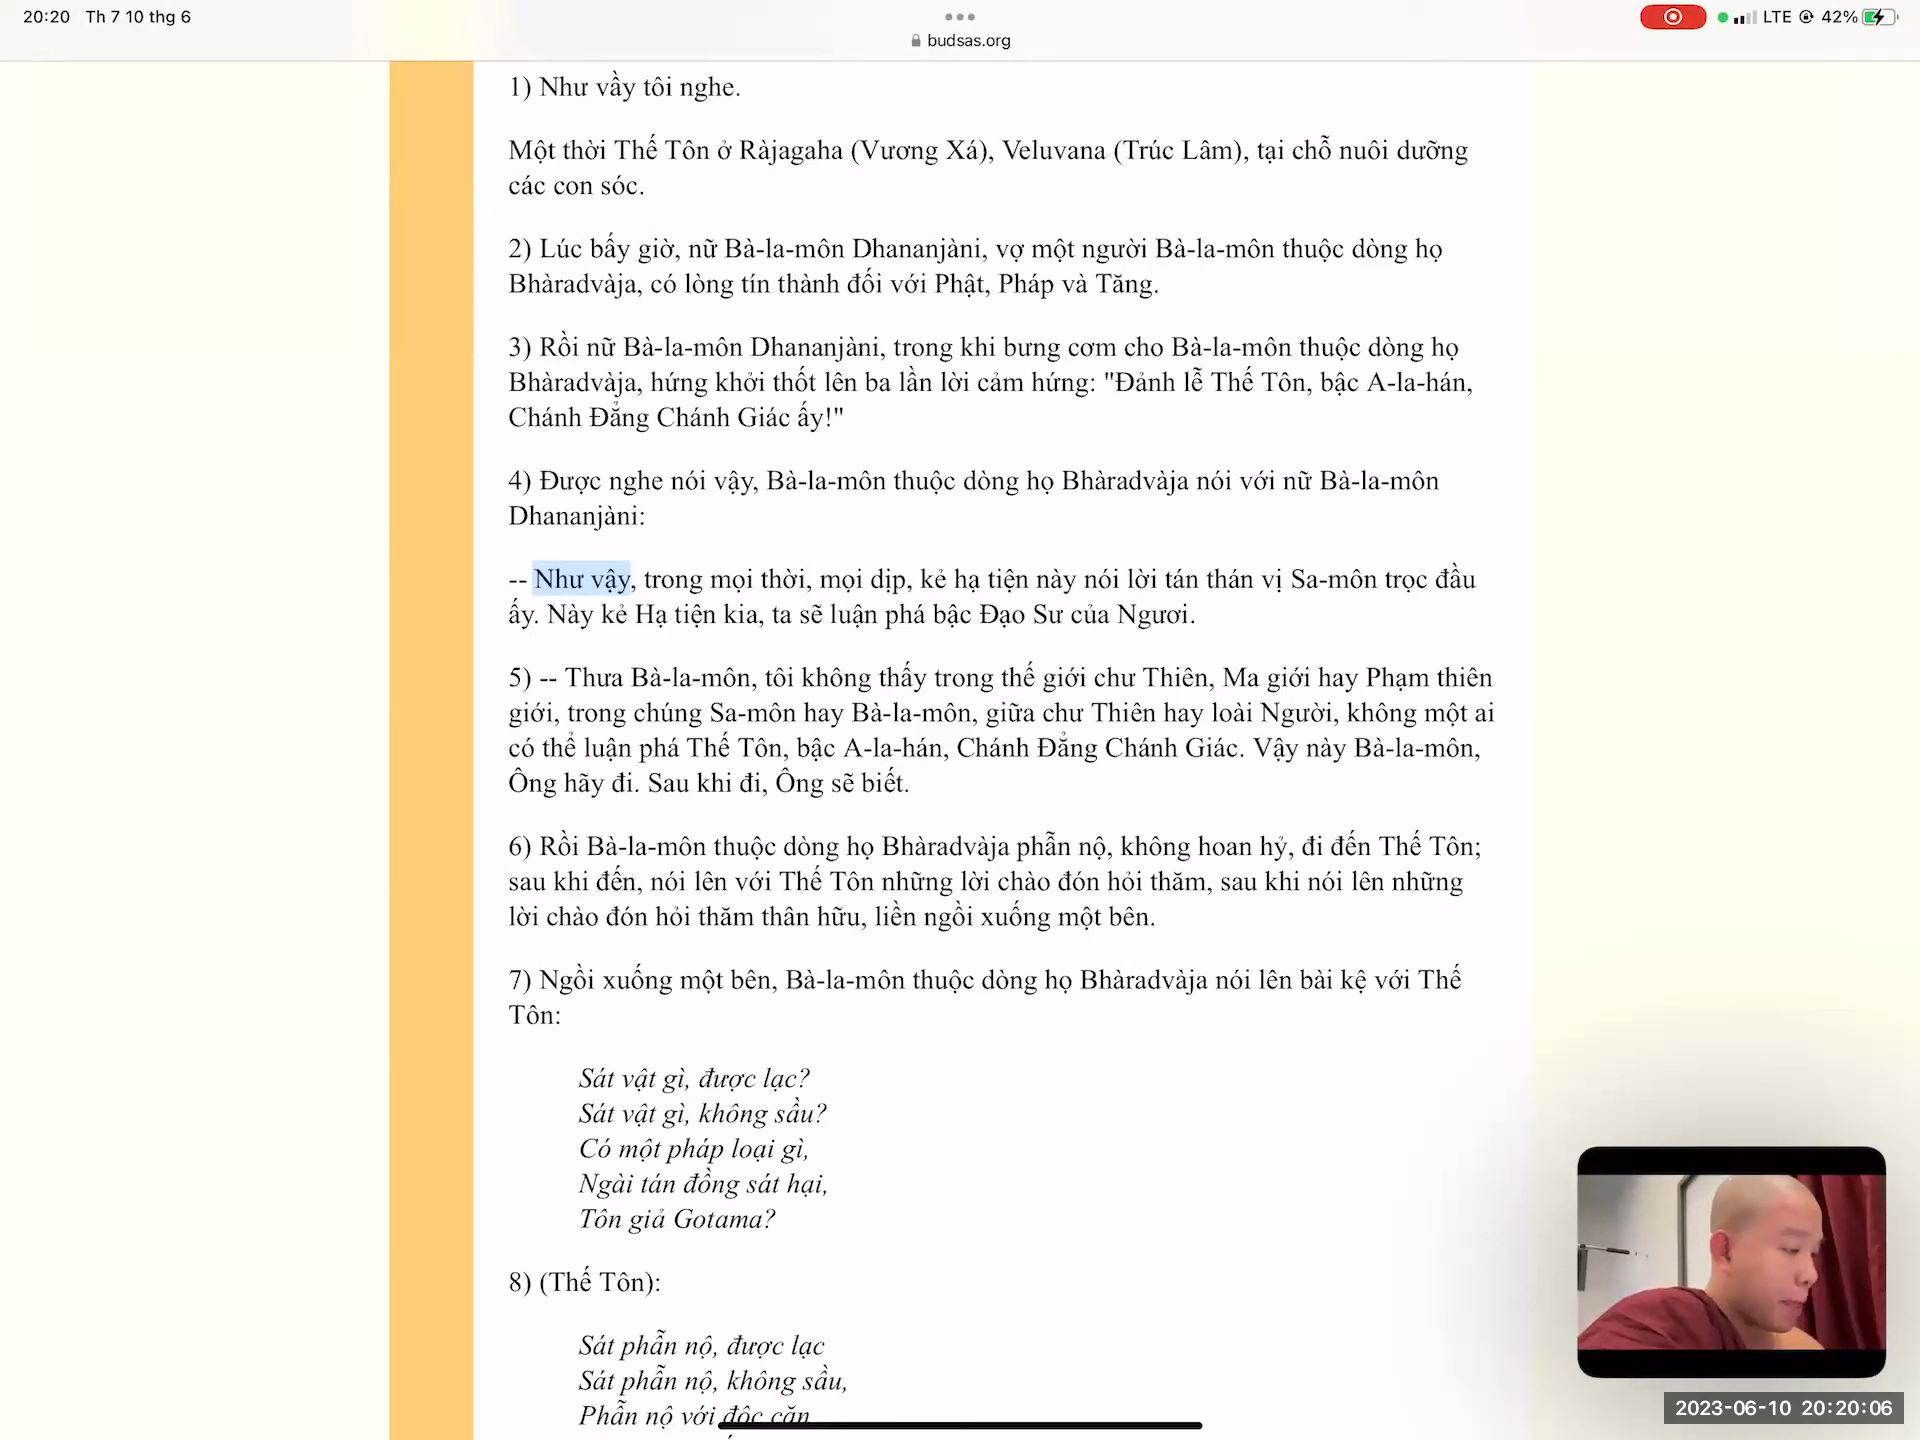 20:20 Th 7 10 thg 6
LTE 42%
budsas.org
1) Như vầy tôi nghe.
Một thời Thế Tôn ở Ràjagaha (Vương Xá), Veluvana (Trúc Lâm), tại chỗ nuôi dưỡng
các con sóc.
2) Lúc bấy giờ, nữ Bà-la-môn Dhananjàni, vợ một người Bà-la-môn thuộc dòng họ
Bhàradvàja, có lòng tín thành đối với Phật, Pháp và Tăng.
3) Rồi nữ Bà-la-môn Dhananjàni, trong khi bưng cơm cho Bà-la-môn thuộc dòng họ
Bhàradvàja, hứng khởi thốt lên ba lần lời cảm hứng: "Đảnh lễ Thế Tôn, bậc A-la-hán,
Chánh Đẳng Chánh Giác ấy!"
4) Được nghe nói vậy, Bà-la-môn thuộc dòng họ Bhàradvàja nói với nữ Bà-la-môn
Dhananjàni:
-- Như vậy, trong mọi thời, mọi dịp, kẻ hạ tiện này nói lời tán thán vị Sa-môn trọc đầu
ấy. Này kẻ Hạ tiện kia, ta sẽ luận phá bậc Đạo Sư của Ngươi.
5) -- Thưa Bà-la-môn, tôi không thấy trong thế giới chư Thiên, Ma giới hay Phạm thiên
giới, trong chúng Sa-môn hay Bà-la-môn, giữa chư Thiên hay loài Người, không một ai
có thể luận phá Thế Tôn, bậc A-la-hán, Chánh Đẳng Chánh Giác. Vậy này Bà-la-môn,
Ông hãy đi. Sau khi đi, Ông sẽ biết.
6) Rồi Bà-la-môn thuộc dòng họ Bhàradvàja phẫn nộ, không hoan hỷ, đi đến Thế Tôn;
sau khi đến, nói lên với Thế Tôn những lời chào đón hỏi thăm, sau khi nói lên những
lời chào đón hỏi thăm thân hữu, liền ngồi xuống một bên.
7) Ngồi xuống một bên, Bà-la-môn thuộc dòng họ Bhàradvàja nói lên bài kệ với Thế
Tôn:
Sát vật gì, được lạc?
Sát vật gì, không sầu?
Có một pháp loại gì,
Ngài tán đồng sát hại,
Tôn giả Gotama?
8) (Thế Tôn):
Sát phẫn nộ, được lạc
Sát phẫn nộ, không sầu,
Phẫn nộ với độc căn
2023-06-10 20:20:06